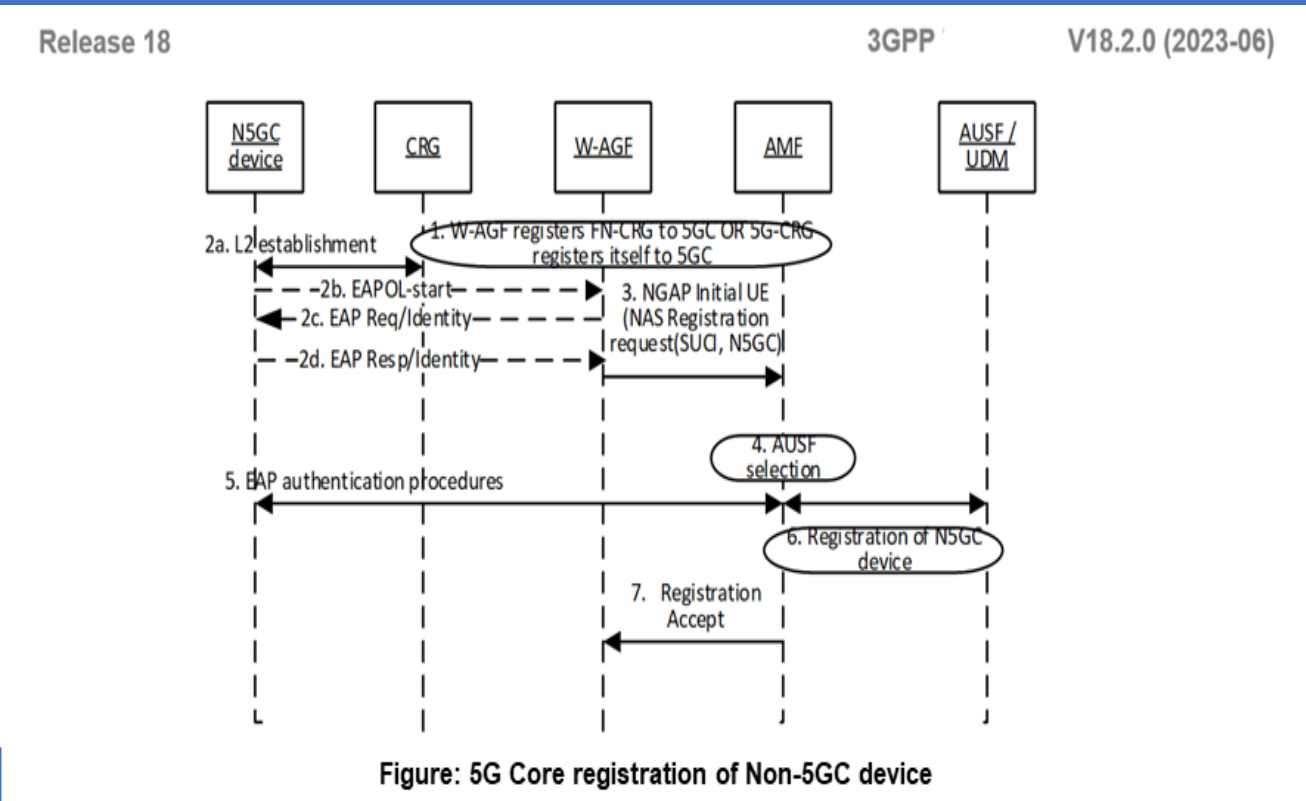 Release 18
3GPP
V18.2.0 (2023-06)
N5GC
device
CRG
W-AGF
AMF
AUSF /
UDM
1. W-AGF registers FN-CRG to 5GC OR 5G-CRG
registers itself to 5GC
2a. L2 establishment
2b. EAPOL-start
2c. EAP Req/Identity
2d. EAP Resp/Identity
3. NGAP Initial UE
(NAS Registration
request(SUCI, N5GC)
4. AUSF
selection
5. EAP authentication procedures
6. Registration of N5GC
device
7. Registration
Accept
Figure: 5G Core registration of Non-5GC device